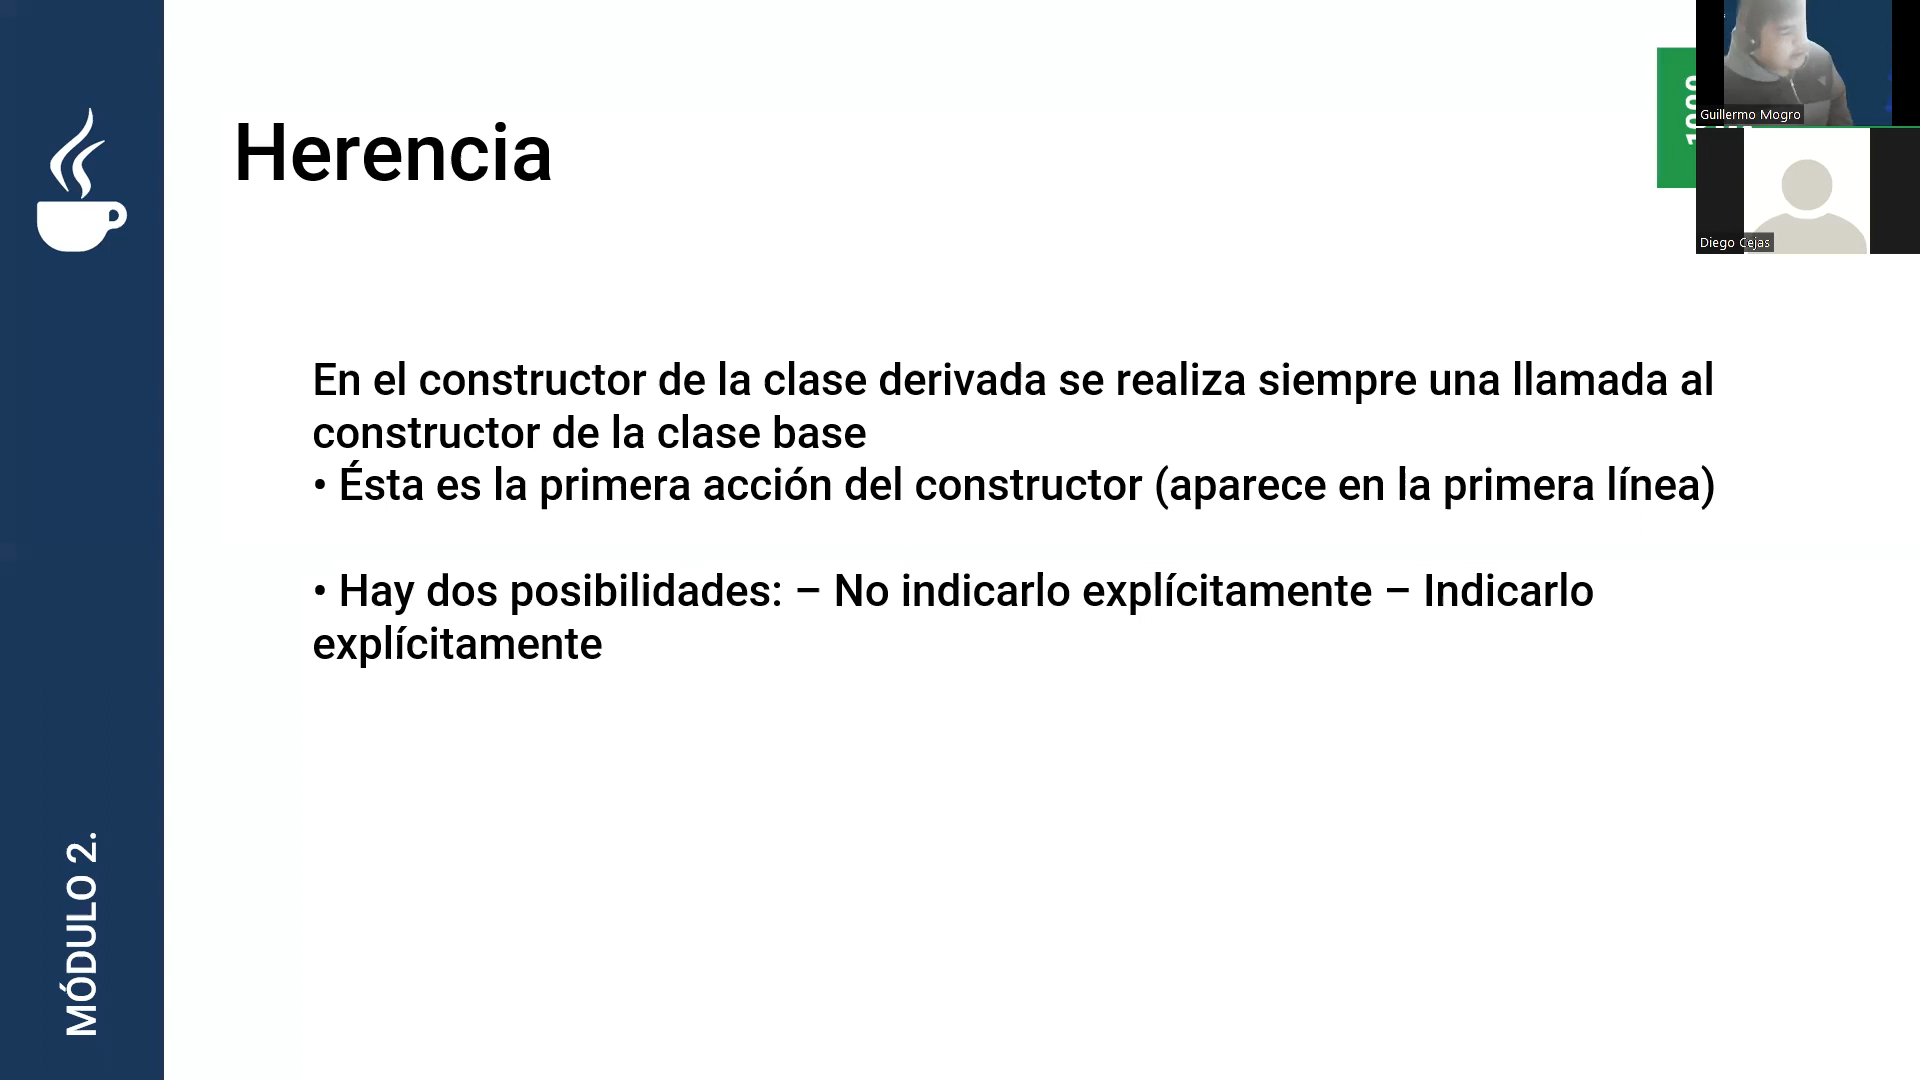 Herencia
En el constructor de la clase derivada se realiza siempre una llamada al
constructor de la clase base
• Ésta es la primera acción del constructor (aparece en la primera línea)
• Hay dos posibilidades: – No indicarlo explícitamente – Indicarlo
explícitamente
MÓDULO 2.
Guillermo Mogro
Diego Cejas